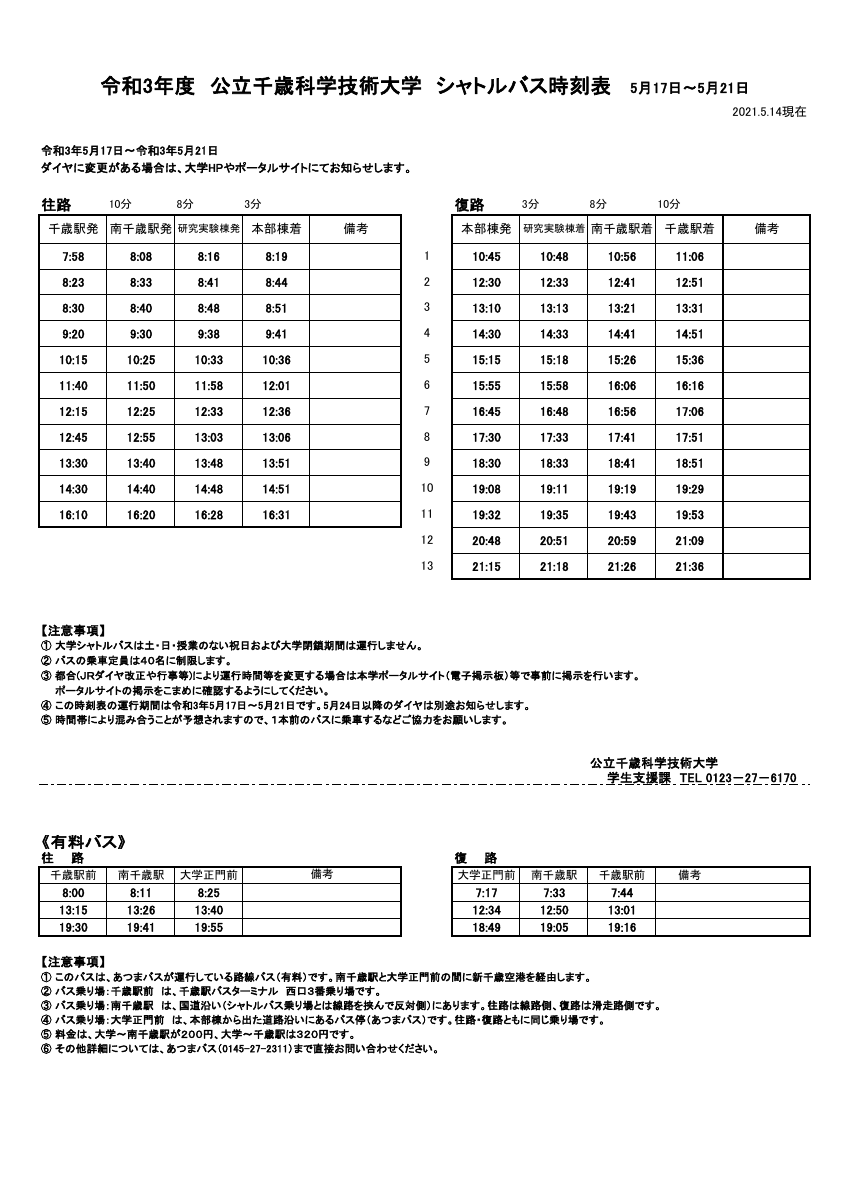 令和3年度　公立千歳科学技術大学　シャトルバス時刻表　5月17日～5月21日
2021.5.14現在
令和3年5月17日～令和3年5月21日
ダイヤに変更がある場合は、大学HPやポータルサイトにてお知らせします。
往路　10分　8分　3分　復路　3分　8分　10分
千歳駅発　南千歳駅発　研究実験棟発　本部棟着　備考　本部棟発　研究実験棟着　南千歳駅着　千歳駅着　備考
7:58　8:08　8:16　8:19　1　10:45　10:48　10:56　11:06
8:23　8:33　8:41　8:44　2　12:30　12:33　12:41　12:51
8:30　8:40　8:48　8:51　3　13:10　13:13　13:21　13:31
9:20　9:30　9:38　9:41　4　14:30　14:33　14:41　14:51
10:15　10:25　10:33　10:36　5　15:15　15:18　15:26　15:36
11:40　11:50　11:58　12:01　6　15:55　15:58　16:06　16:16
12:15　12:25　12:33　12:36　7　16:45　16:48　16:56　17:06
12:45　12:55　13:03　13:06　8　17:30　17:33　17:41　17:51
13:30　13:40　13:48　13:51　9　18:30　18:33　18:41　18:51
14:30　14:40　14:48　14:51　10　19:08　19:11　19:19　19:29
16:10　16:20　16:28　16:31　11　19:32　19:35　19:43　19:53
12　20:48　20:51　20:59　21:09
13　21:15　21:18　21:26　21:36
【注意事項】
① 大学シャトルバスは土・日・授業のない祝日および大学閉鎖期間は運行しません。
② バスの乗車定員は40名に制限します。
③ 都合(JRダイヤ改正や行事等)により運行時間等を変更する場合は本学ポータルサイト(電子掲示板)等で事前に掲示を行います。
ポータルサイトの掲示をこまめに確認するようにしてください。
④ この時刻表の運行期間は令和3年5月17日～5月21日です。5月24日以降のダイヤは別途お知らせします。
⑤ 時間帯により混み合うことが予想されますので、1本前のバスに乗車するなどご協力をお願いします。
公立千歳科学技術大学
学生支援課　TEL 0123－27－6170
《有料バス》
往　路　復　路
千歳駅前　南千歳駅　大学正門前　備考　大学正門前　南千歳駅　千歳駅前　備考
8:00　8:11　8:25　7:17　7:33　7:44
13:15　13:26　13:40　12:34　12:50　13:01
19:30　19:41　19:55　18:49　19:05　19:16
【注意事項】
① このバスは、あつまバスが運行している路線バス(有料)です。南千歳駅と大学正門前の間に新千歳空港を経由します。
② バス乗り場：千歳駅前　は、千歳駅バスターミナル　西口3番乗り場です。
③ バス乗り場：南千歳駅　は、国道沿い(シャトルバス乗り場とは線路を挟んで反対側)にあります。往路は線路側、復路は滑走路側です。
④ バス乗り場：大学正門前　は、本部棟から出た道路沿いにあるバス停(あつまバス)です。往路・復路ともに同じ乗り場です。
⑤ 料金は、大学～南千歳駅が200円、大学～千歳駅は320円です。
⑥ その他詳細については、あつまバス(0145-27-2311)まで直接お問い合わせください。